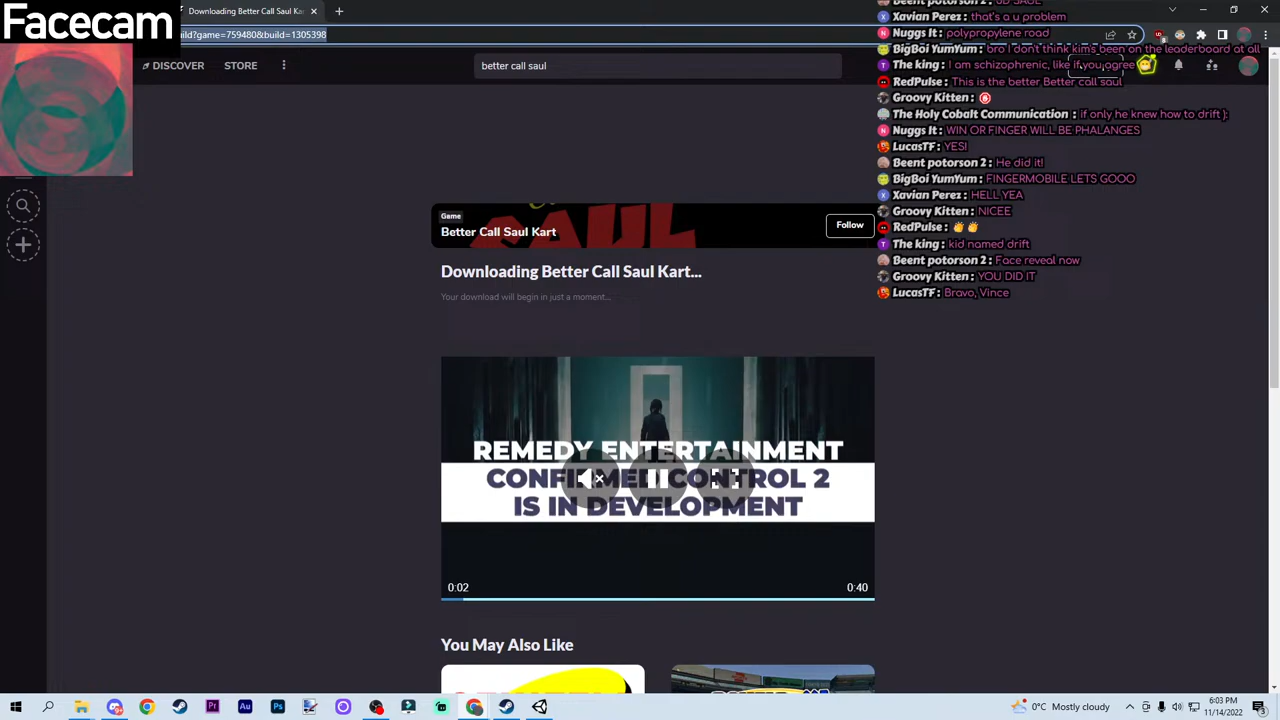 Facecam
Downloading Better Call Saul Kar
nt?game=759480&build=1305398
DISCOVER
STORE
better call saul
Game
Better Call Saul Kart
SAUL
Follow
Downloading Better Call Saul Kart...
Your download will begin in just a moment...
REMEDY ENTERTAINMENT
CONFIRMED CONTROL 2
IS IN DEVELOPMENT
0:02
0:40
You May Also Like
Xavian Perez: that's a u problem
Nuggs It: polypropylene road
BigBoi YumYum: bro I don't think kims been on the leaderboard at all
The king: I am schizophrenic, like if you agree
RedPulse: This is the better Better call saul
Groovy Kitten:
The Holy Cobalt Communication: if only he knew how to drift ):
Nuggs It: WIN OR FINGER WILL BE PHALANGES
LucasTF: YES!
Beent potorson 2: He did it!
BigBoi YumYum: FINGERMOBILE LETS GOOO
Xavian Perez: HELL YEA
Groovy Kitten: NICEE
RedPulse: 👏 👏
The king: kid named drift
Beent potorson 2: Face reveal now
Groovy Kitten: YOU DID IT
LucasTF: Bravo, Vince
0°C Mostly cloudy
6:03 PM
11/14/2022